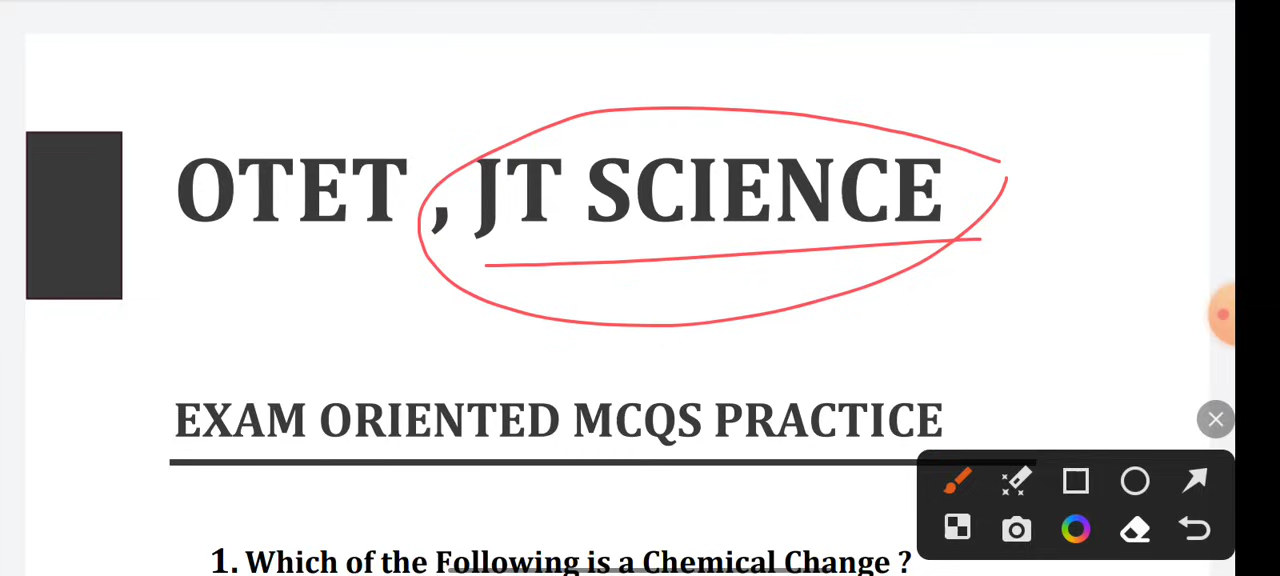 OTET , JT SCIENCE
EXAM ORIENTED MCQS PRACTICE
1. Which of the Following is a Chemical Change ?